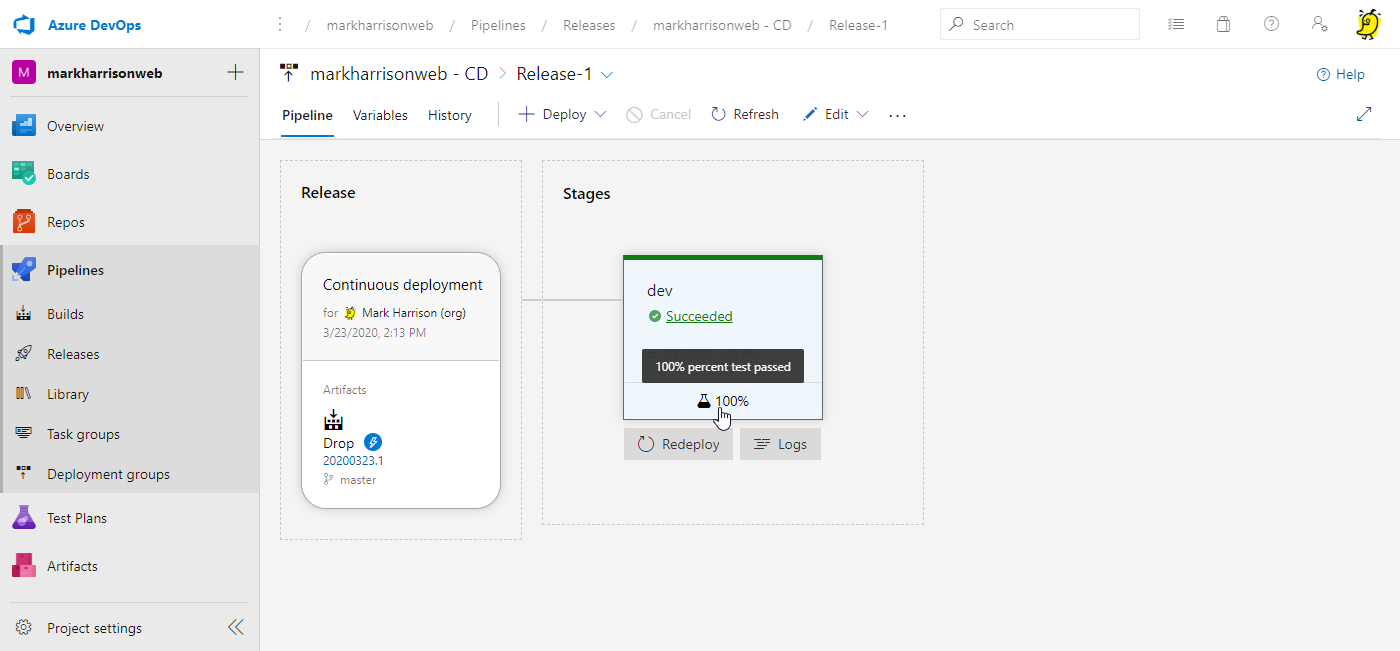 Azure DevOps
/ markharrisonweb / Pipelines / Releases / markharrisonweb - CD / Release-1
Search
M markharrisonweb
markharrisonweb - CD > Release-1
Help
Pipeline Variables History Deploy Cancel Refresh Edit ...
Overview
Boards
Repos
Pipelines
Builds
Releases
Library
Task groups
Deployment groups
Test Plans
Artifacts
Project settings
Release
Continuous deployment
for Mark Harrison (org)
3/23/2020, 2:13 PM
Artifacts
Drop
20200323.1
master
Stages
dev
Succeeded
100% percent test passed
100%
Redeploy Logs